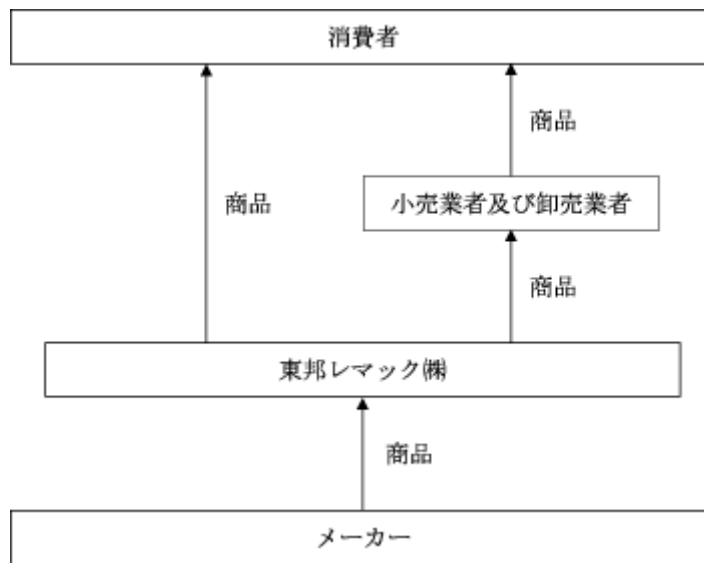 消費者
商品
小売業者及び卸売業者
商品
商品
東邦レマック㈱
商品
メーカー